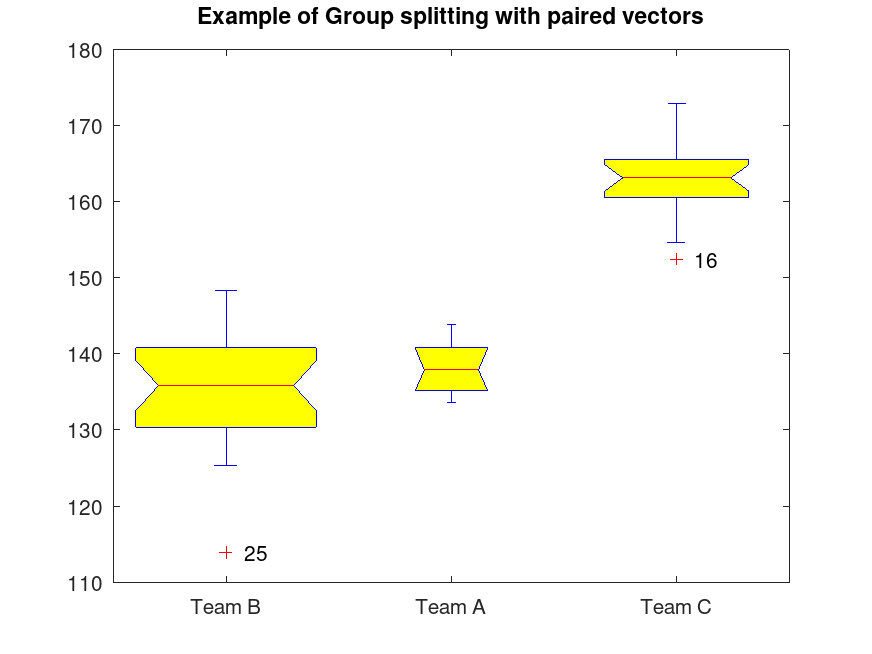 Example of Group splitting with paired vectors
180
170
160
150
140
130
120
110
16
25
Team B
Team A
Team C